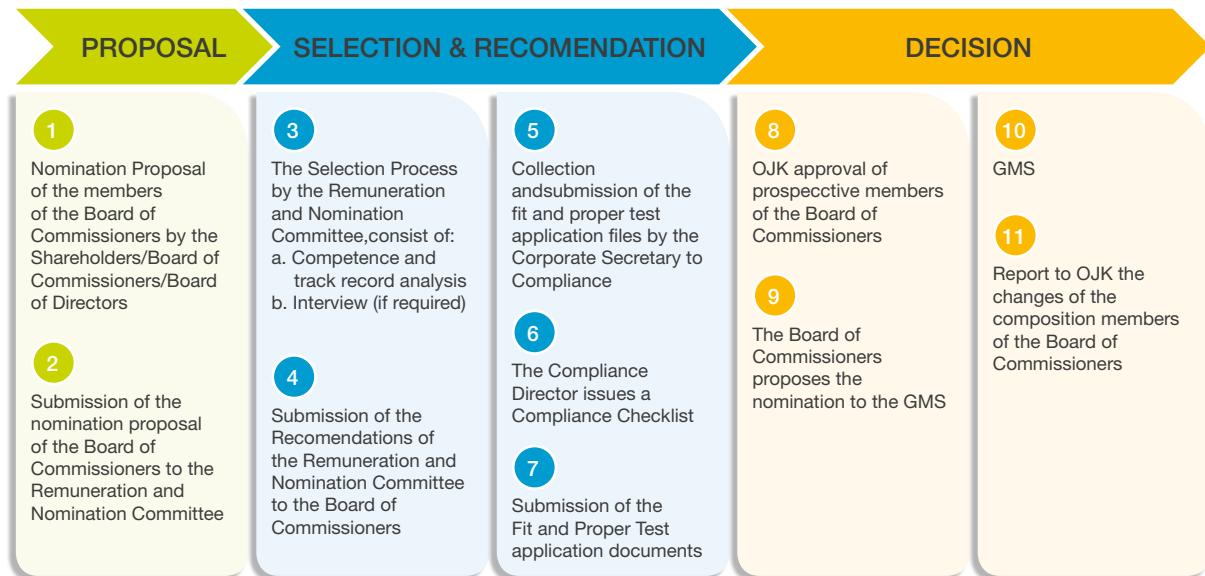 PROPOSAL
SELECTION & RECOMENDATION
DECISION
1
Nomination Proposal
of the members
of the Board of
Commissioners by the
Shareholders/Board of
Commissioners/Board
of Directors
2
Submission of the
nomination proposal
of the Board of
Commissioners to the
Remuneration and
Nomination Committee
3
The Selection Process
by the Remuneration
and Nomination
Committee,consist of:
a. Competence and
track record analysis
b. Interview (if required)
4
Submission of the
Recomendations of
the Remuneration and
Nomination Committee
to the Board of
Commissioners
5
Collection
andsubmission of the
fit and proper test
application files by the
Corporate Secretary to
Compliance
6
The Compliance
Director issues a
Compliance Checklist
7
Submission of the
Fit and Proper Test
application documents
8
OJK approval of
prospecctive members
of the Board of
Commissioners
9
The Board of
Commissioners
proposes the
nomination to the GMS
10
GMS
11
Report to OJK the
changes of the
composition members
of the Board of
Commissioners